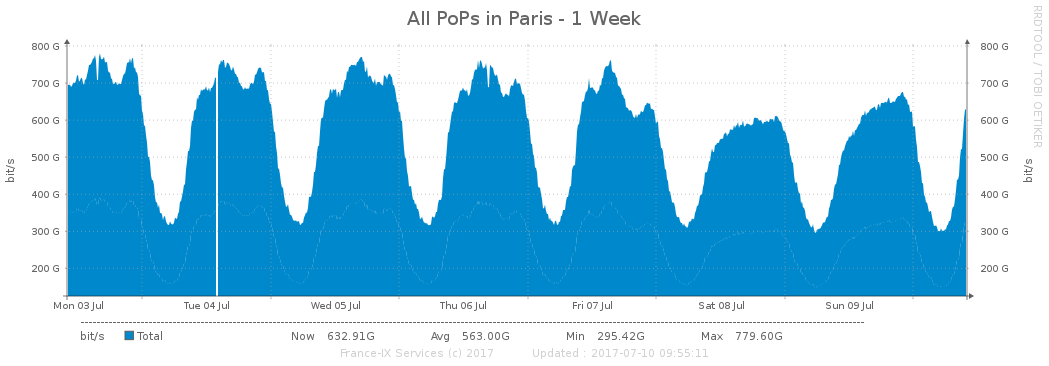 All PoPs in Paris - 1 Week
RRDTOOL / TOBI OETIKER
bit/s
800 G
700 G
600 G
500 G
400 G
300 G
200 G
800 G
700 G
600 G
500 G
400 G
300 G
200 G
bit/s
Mon 03 Jul Tue 04 Jul Wed 05 Jul Thu 06 Jul Fri 07 Jul Sat 08 Jul Sun 09 Jul
bit/s Total Now 632.91G Avg 563.00G Min 295.42G Max 779.60G
France-IX Services (c) 2017 Updated : 2017-07-10 09:55:11